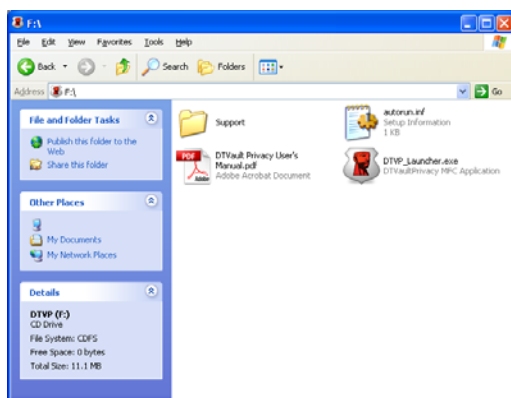 F:\
File Edit View Favorites Tools Help
Back Search Folders
Address F:\ Go
File and Folder Tasks
Publish this folder to the
Web
Share this folder
Other Places
My Documents
My Network Places
Details
DTVP (F:)
CD Drive
File System: CDFS
Free Space: 0 bytes
Total Size: 11.1 MB
Support
autorun.inf
Setup Information
1 KB
PDF
Adobe
DTVault Privacy User's
Manual.pdf
Adobe Acrobat Document
DTVP_Launcher.exe
DTVaultPrivacy MFC Application